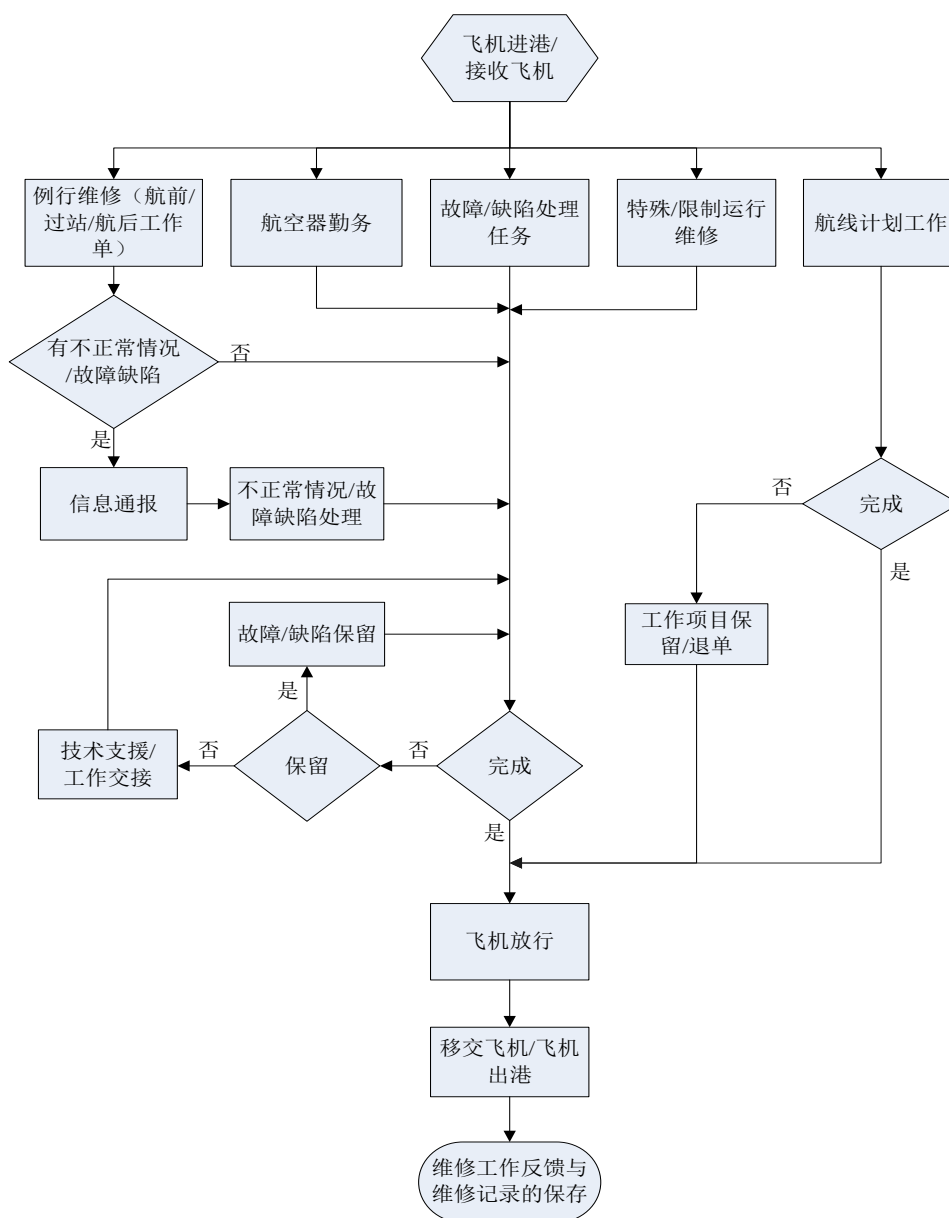 飞机进港/
接收飞机
例行维修（航前/
过站/航后工作
单）
航空器勤务
故障/缺陷处理
任务
特殊/限制运行
维修
航线计划工作
有不正常情况
/故障缺陷
否
是
信息通报
不正常情况/故
障缺陷处理
否
完成
是
工作项目保
留/退单
故障/缺陷保留
是
技术支援/
工作交接
否
保留
否
完成
是
飞机放行
移交飞机/飞机
出港
维修工作反馈与
维修记录的保存